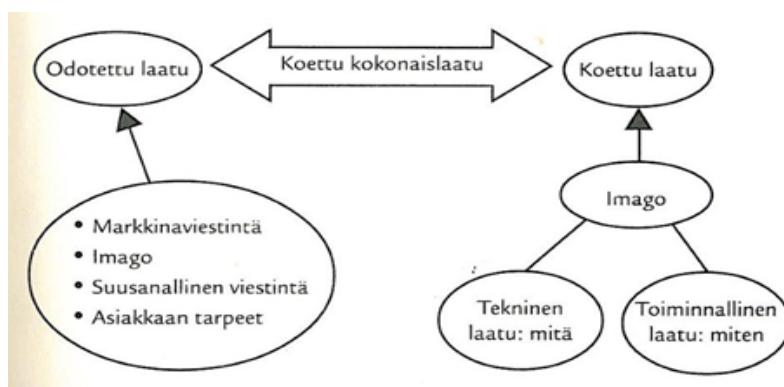 Odotettu laatu
Koettu kokonaislaatu
Koettu laatu
• Markkinaviestintä
• Imago
• Suusanallinen viestintä
• Asiakkaan tarpeet
Imago
Tekninen
laatu: mitä
Toiminnallinen
laatu: miten